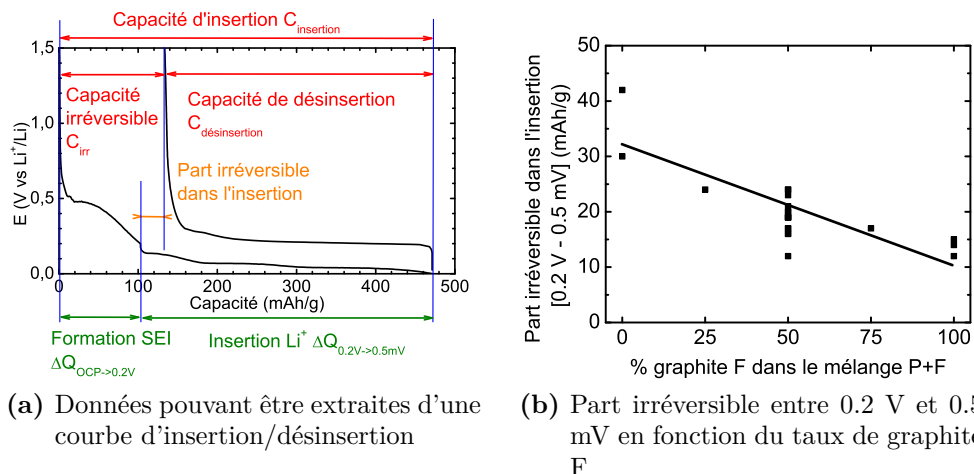 Capacité d'insertion C_insertion
1,5
1,0
0,5
0,0
E (V vs Li⁺/Li)
Capacité
irréversible
C_irr
Capacité de désinsertion
C_désinsertion
Part irréversible
dans l'insertion
0 100 200 300 400 500
Capacité (mAh/g)
Formation SEI
ΔQ_OCP->0.2V
Insertion Li⁺ ΔQ_0.2V->0.5mV
(a) Données pouvant être extraites d'une
courbe d'insertion/désinsertion
Part irréversible dans l'insertion
[0.2 V - 0.5 mV] (mAh/g)
50
40
30
20
10
0
0 25 50 75 100
% graphite F dans le mélange P+F
(b) Part irréversible entre 0.2 V et 0.5
mV en fonction du taux de graphite
F